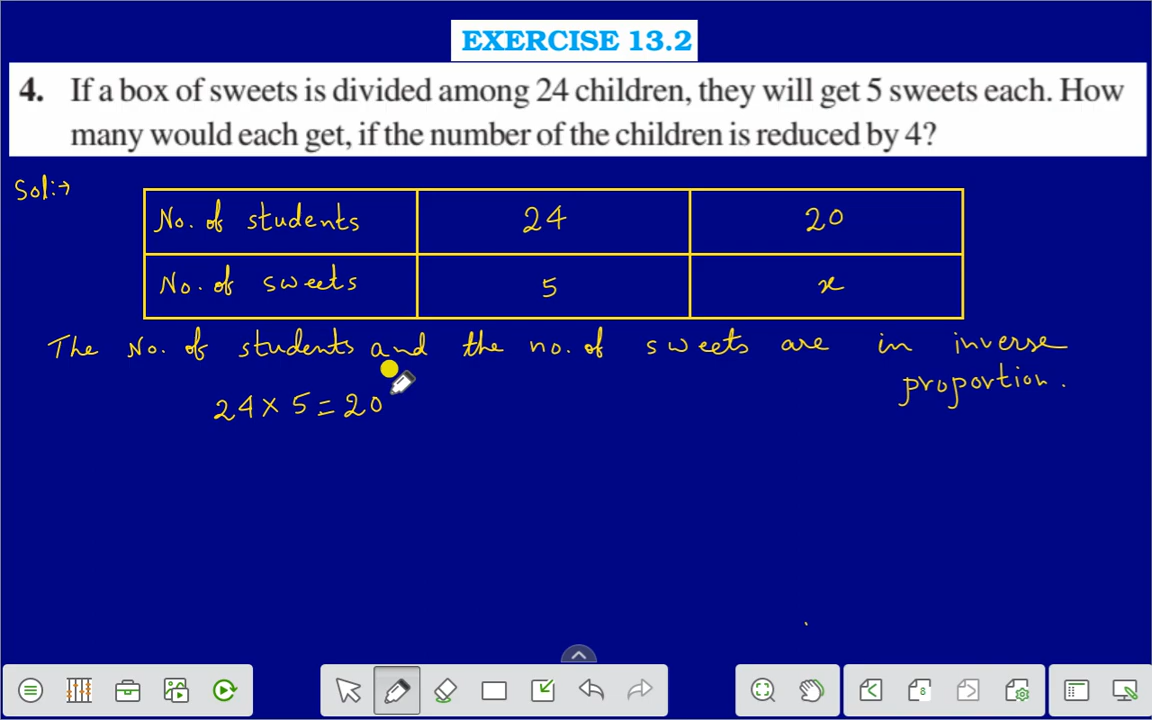 EXERCISE 13.2
4. If a box of sweets is divided among 24 children, they will get 5 sweets each. How
many would each get, if the number of the children is reduced by 4?
Sol:→
No. of students 24 20
No. of sweets 5 x
The No. of students and the no. of sweets are in inverse
proportion.
24 × 5 = 20
8